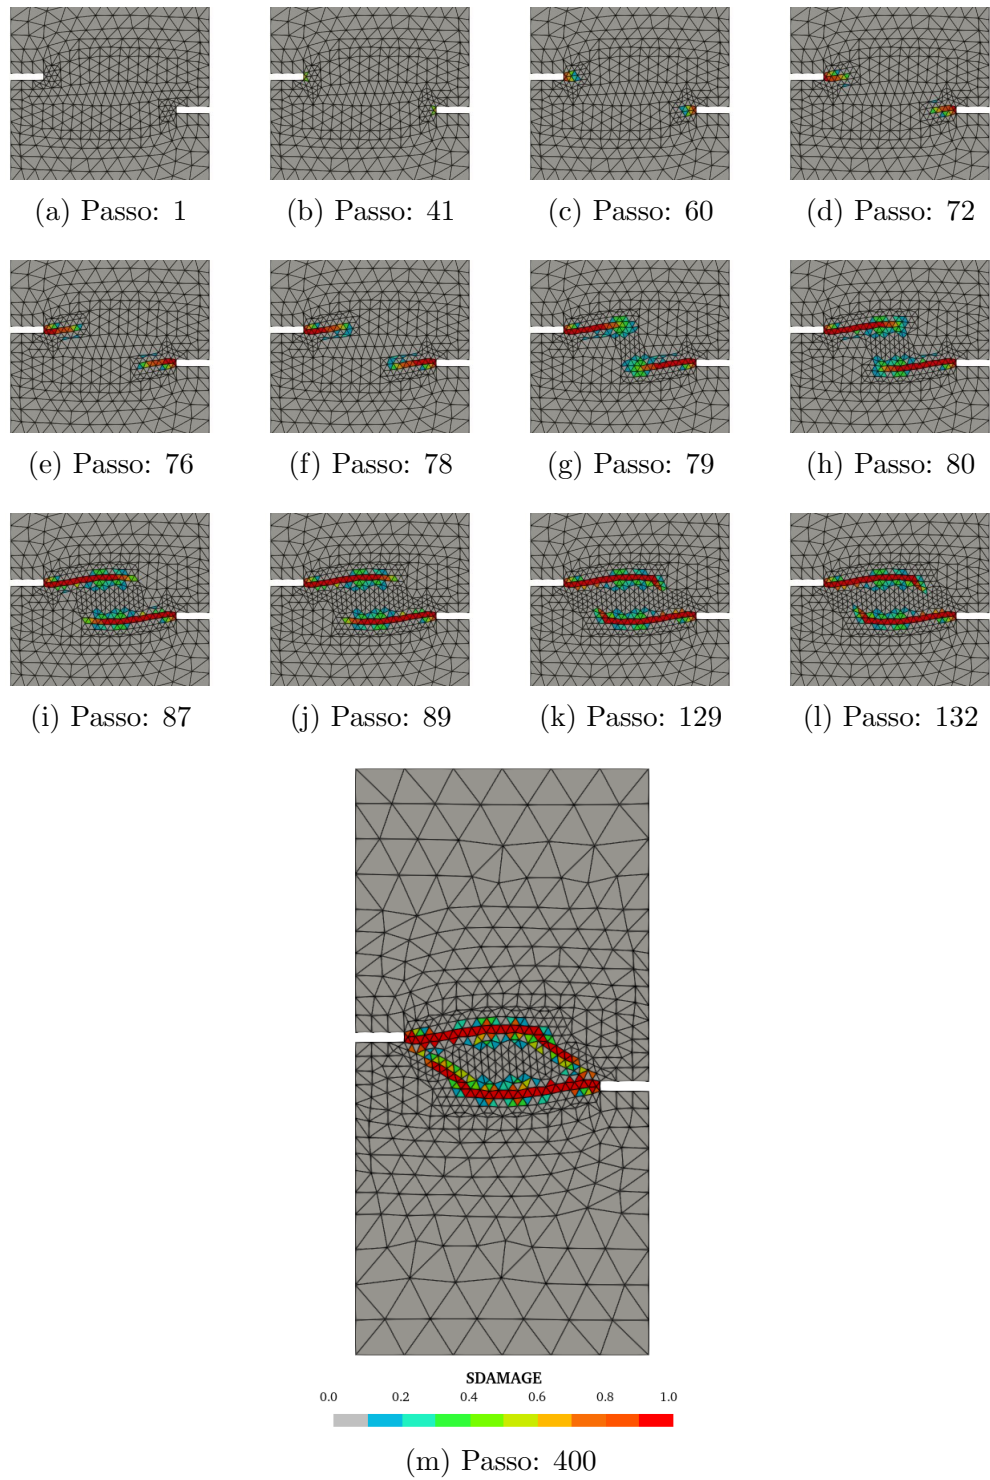 (a) Passo: 1 (b) Passo: 41 (c) Passo: 60 (d) Passo: 72
(e) Passo: 76 (f) Passo: 78 (g) Passo: 79 (h) Passo: 80
(i) Passo: 87 (j) Passo: 89 (k) Passo: 129 (l) Passo: 132
SDAMAGE
0.0 0.2 0.4 0.6 0.8 1.0
(m) Passo: 400